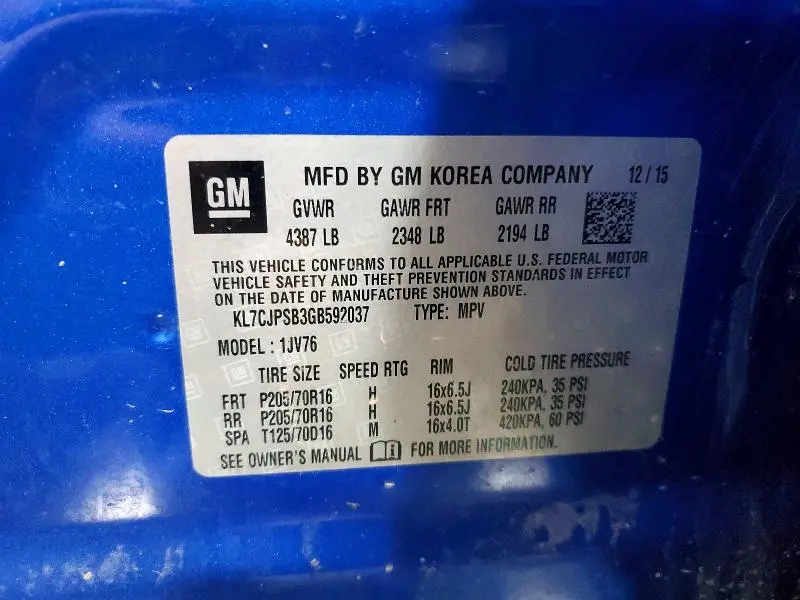 GM
MFD BY GM KOREA COMPANY 12 / 15
GVWR GAWR FRT GAWR RR
4387 LB 2348 LB 2194 LB
THIS VEHICLE CONFORMS TO ALL APPLICABLE U.S. FEDERAL MOTOR
VEHICLE SAFETY AND THEFT PREVENTION STANDARDS IN EFFECT
ON THE DATE OF MANUFACTURE SHOWN ABOVE.
KL7CJPSB3GB592037 TYPE: MPV
MODEL : 1JV76
TIRE SIZE SPEED RTG RIM COLD TIRE PRESSURE
FRT P205/70R16 H 16x6.5J 240KPA, 35 PSI
RR P205/70R16 H 16x6.5J 240KPA, 35 PSI
SPA T125/70D16 M 16x4.0T 420KPA, 60 PSI
SEE OWNER'S MANUAL FOR MORE INFORMATION.